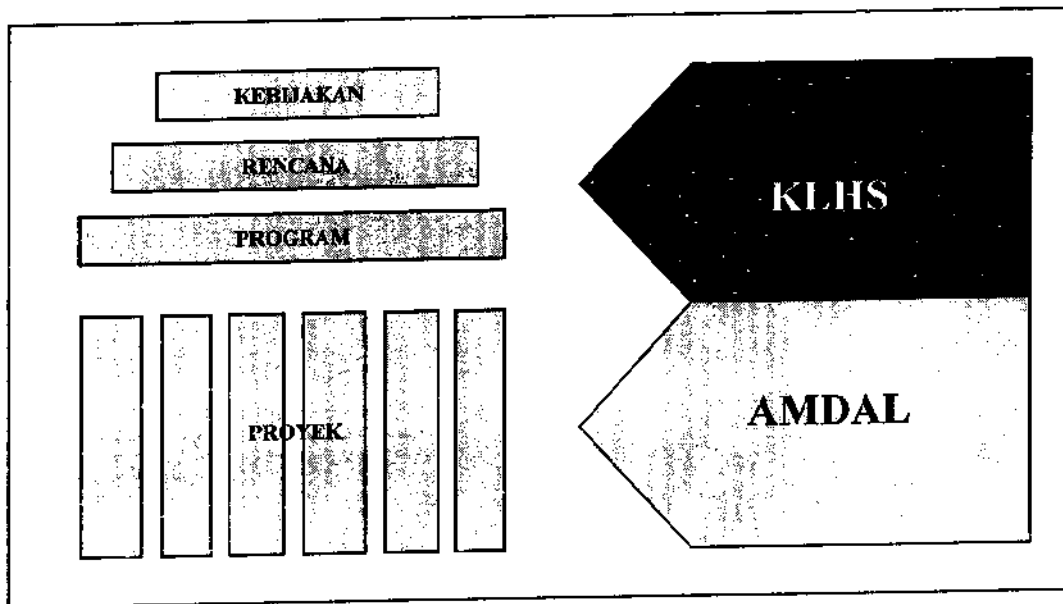 KEBIJAKAN
RENCANA
PROGRAM
PROYEK
KLHS
AMDAL